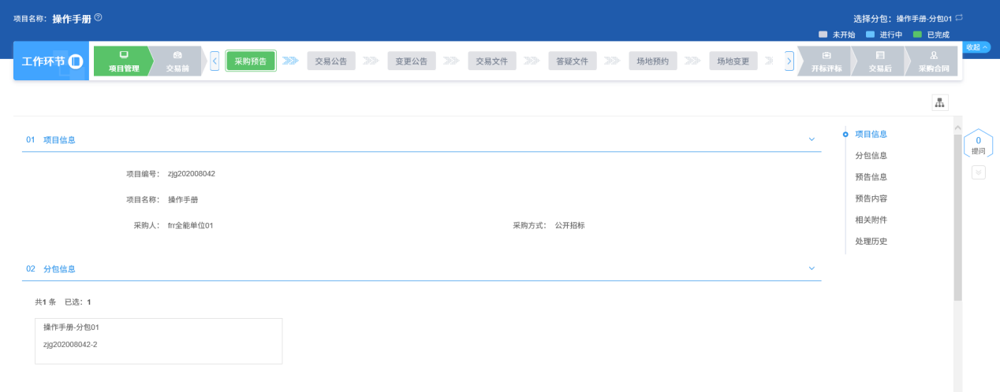 项目名称: 操作手册
选择分包: 操作手册-分包01
未开始 进行中 已完成
收起
工作环节 项目管理 交易前 采购预告 交易公告 变更公告 交易文件 答疑文件 场地预约 场地变更 开标评标 交易后 采购合同
01 项目信息
项目编号: zjg202008042
项目名称: 操作手册
采购人: frr全能单位01 采购方式: 公开招标
02 分包信息
共1 条 已选: 1
操作手册-分包01
zjg202008042-2
项目信息
分包信息
预告信息
预告内容
相关附件
处理历史
0
提问